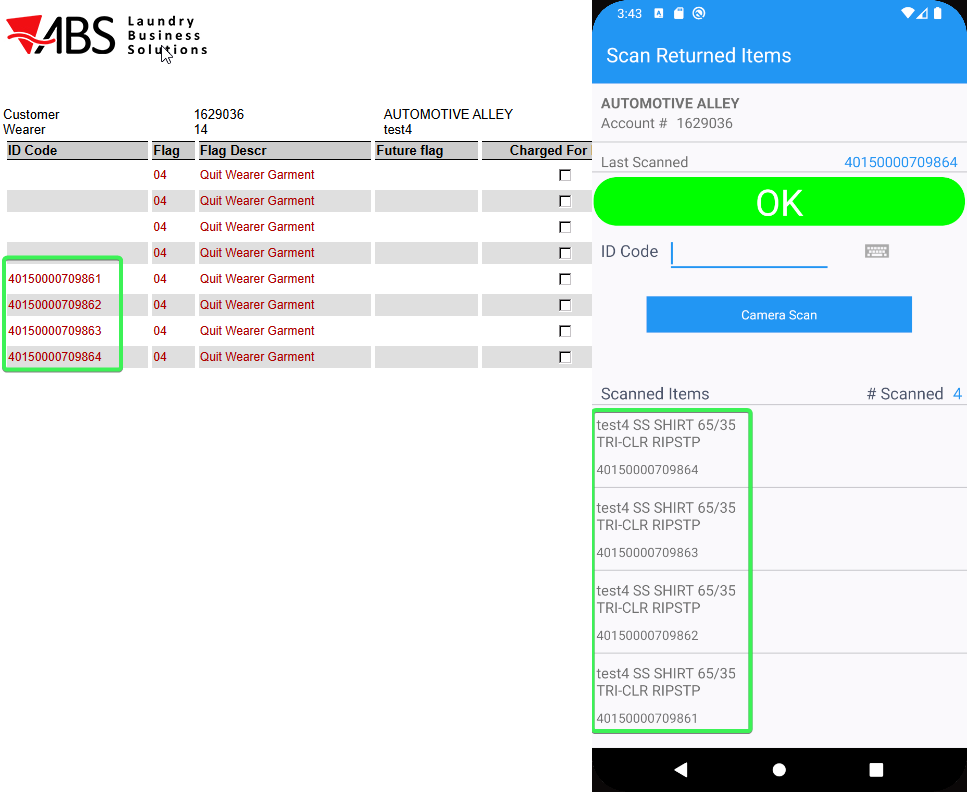 ABS Laundry
Business
Solutions
Customer 1629036 AUTOMOTIVE ALLEY
Wearer 14 test4
ID Code Flag Flag Descr Future flag Charged For
04 Quit Wearer Garment
04 Quit Wearer Garment
04 Quit Wearer Garment
04 Quit Wearer Garment
40150000709861 04 Quit Wearer Garment
40150000709862 04 Quit Wearer Garment
40150000709863 04 Quit Wearer Garment
40150000709864 04 Quit Wearer Garment
3:43
Scan Returned Items
AUTOMOTIVE ALLEY
Account # 1629036
Last Scanned 40150000709864
OK
ID Code
Camera Scan
Scanned Items # Scanned 4
test4 SS SHIRT 65/35
TRI-CLR RIPSTP
40150000709864
test4 SS SHIRT 65/35
TRI-CLR RIPSTP
40150000709863
test4 SS SHIRT 65/35
TRI-CLR RIPSTP
40150000709862
test4 SS SHIRT 65/35
TRI-CLR RIPSTP
40150000709861